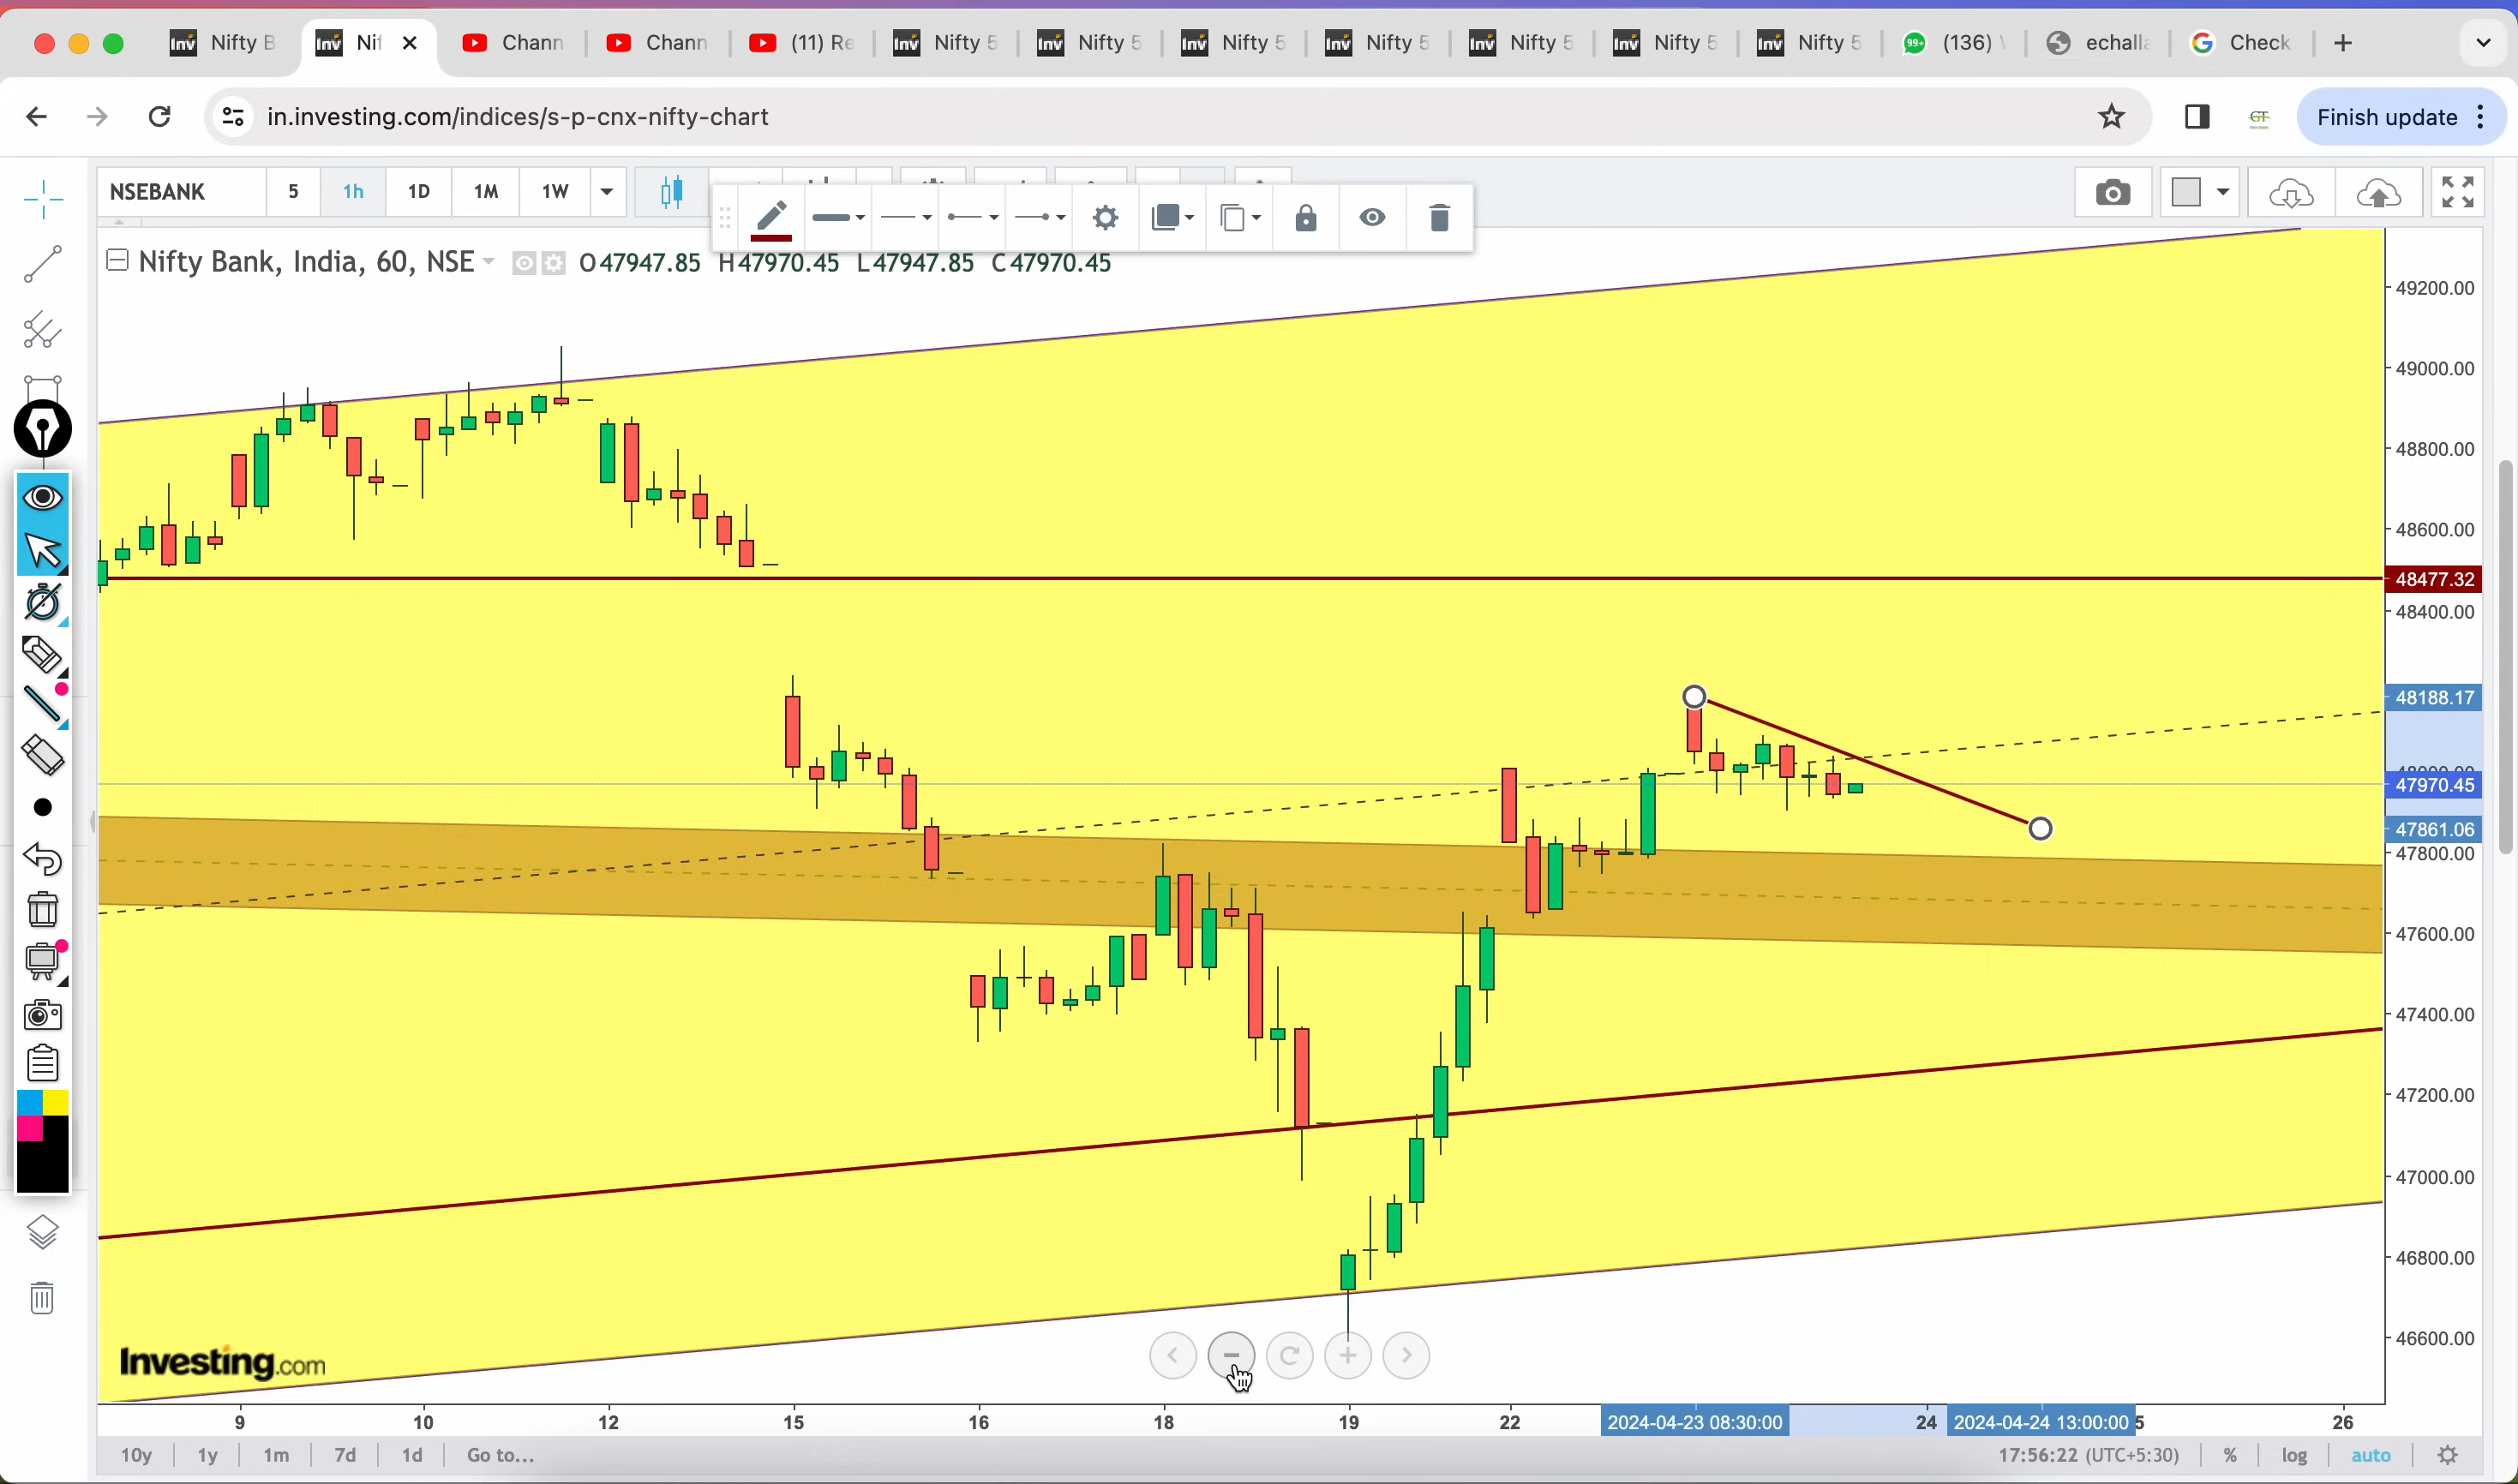 Nifty B
Nif
Chann
Chann
(11) Re
Nifty 5
Nifty 5
Nifty 5
Nifty 5
Nifty 5
Nifty 5
Nifty 5
99+
(136)
echalla
Check
in.investing.com/indices/s-p-cnx-nifty-chart
GT
Finish update
NSEBANK 5 1h 1D 1M 1W
Nifty Bank, India, 60, NSE O47947.85 H47970.45 L47947.85 C47970.45
49200.00
49000.00
48800.00
48600.00
48477.32
48400.00
48188.17
47970.45
47861.06
47800.00
47600.00
47400.00
47200.00
47000.00
46800.00
46600.00
Investing.com
9 10 12 15 16 18 19 22 2024-04-23 08:30:00 24 2024-04-24 13:00:00 5 26
10y 1y 1m 7d 1d Go to... 17:56:22 (UTC+5:30) % log auto